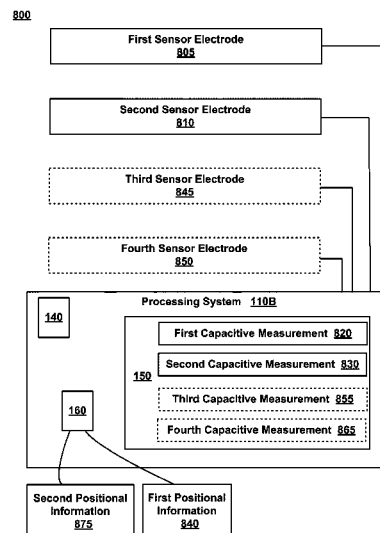 800
First Sensor Electrode
805
Second Sensor Electrode
810
Third Sensor Electrode
845
Fourth Sensor Electrode
850
Processing System 110B
140
150
First Capacitive Measurement 820
Second Capacitive Measurement 830
Third Capacitive Measurement 855
Fourth Capacitive Measurement 865
160
Second Positional
Information
875
First Positional
Information
840